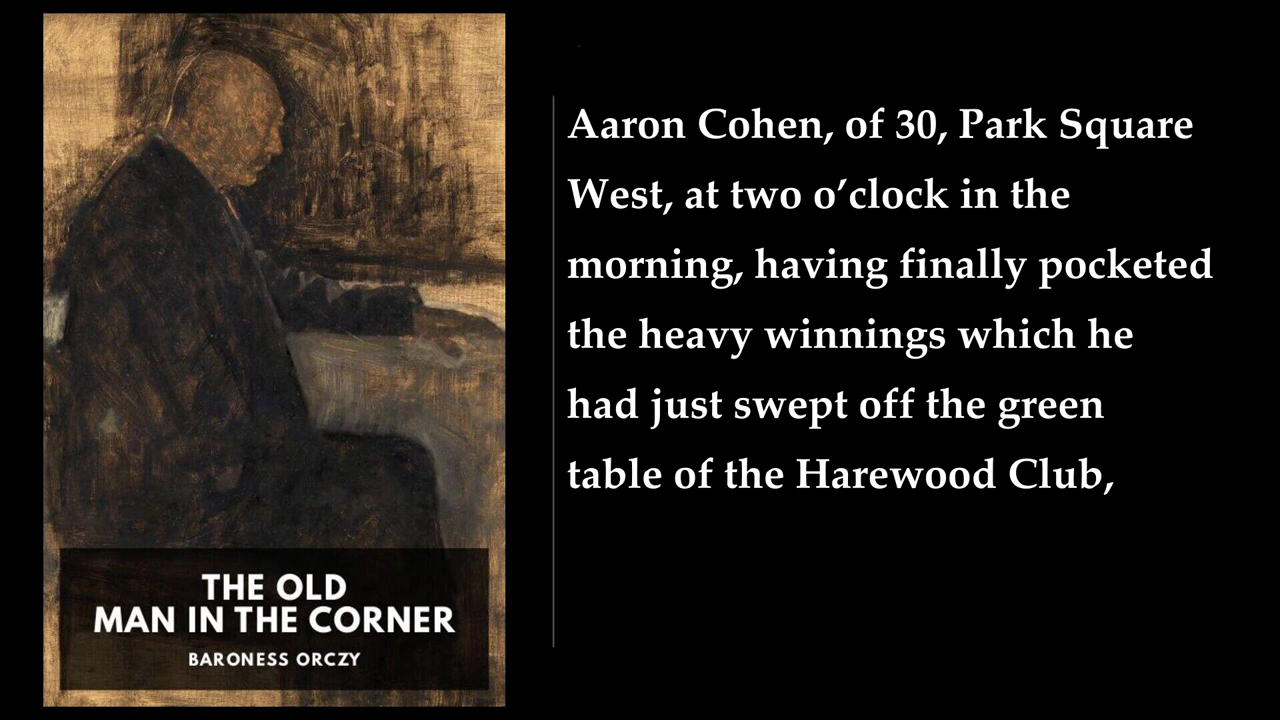 THE OLD
MAN IN THE CORNER
BARONESS ORCZY
Aaron Cohen, of 30, Park Square
West, at two o’clock in the
morning, having finally pocketed
the heavy winnings which he
had just swept off the green
table of the Harewood Club,